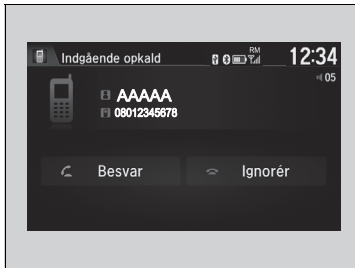 Indgående opkald RM 12:34
05
AAAAA
08012345678
Besvar Ignorér